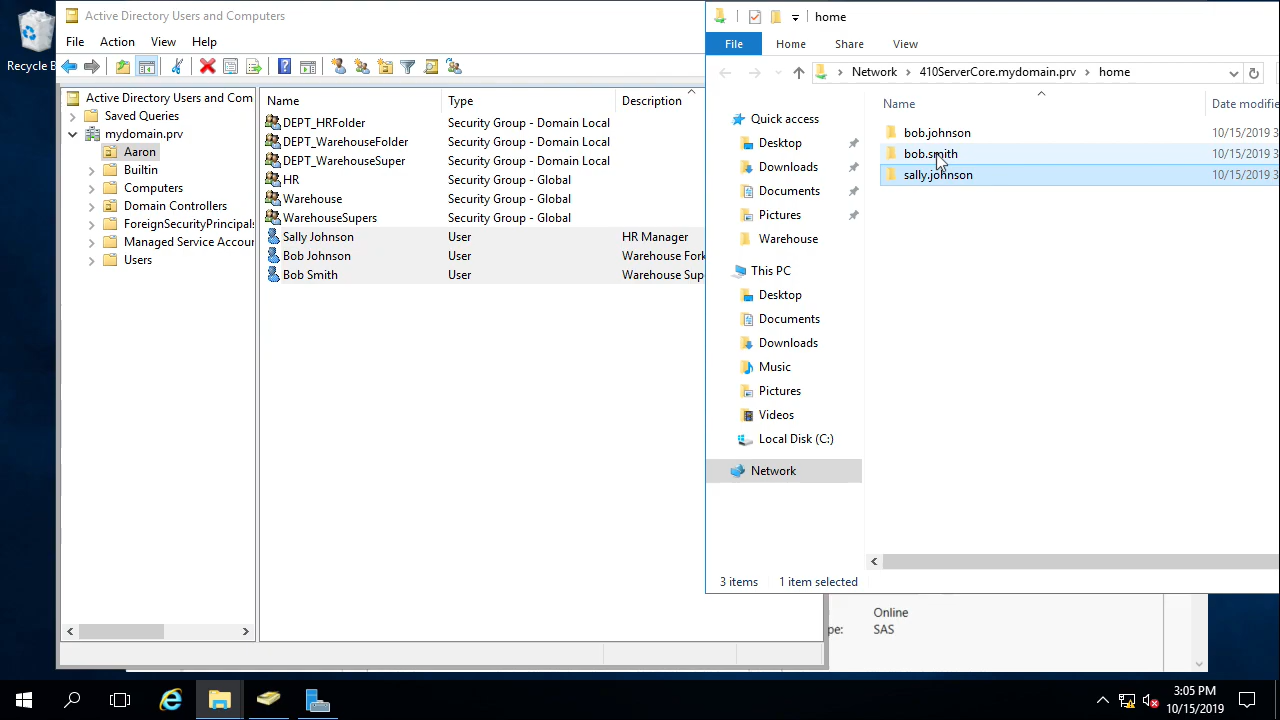 Recycle B
Active Directory Users and Computers
File Action View Help
Active Directory Users and Com
Saved Queries
mydomain.prv
Aaron
Builtin
Computers
Domain Controllers
ForeignSecurityPrincipals
Managed Service Accour
Users
Name Type Description
DEPT_HRFolder Security Group - Domain Local
DEPT_WarehouseFolder Security Group - Domain Local
DEPT_WarehouseSuper Security Group - Domain Local
HR Security Group - Global
Warehouse Security Group - Global
WarehouseSupers Security Group - Global
Sally Johnson User HR Manager
Bob Johnson User Warehouse Fork
Bob Smith User Warehouse Sup
home
File Home Share View
Network 410ServerCore.mydomain.prv home
Quick access
Desktop
Downloads
Documents
Pictures
Warehouse
This PC
Desktop
Documents
Downloads
Music
Pictures
Videos
Local Disk (C:)
Network
Name Date modifie
bob.johnson 10/15/2019 3
bob.smith 10/15/2019 3
sally.johnson 10/15/2019 3
3 items 1 item selected
Online
pe: SAS
3:05 PM
10/15/2019